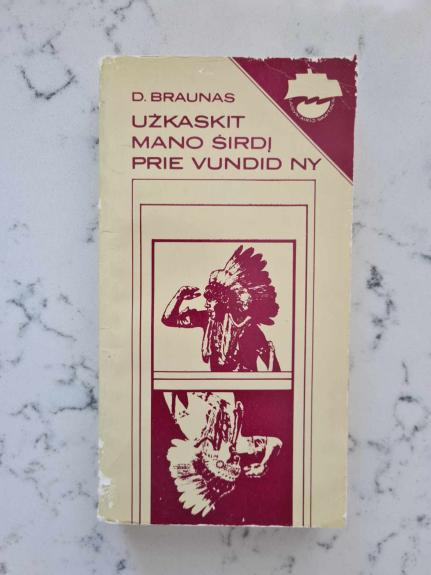 D. BRAUNAS
UŽKASKIT
MANO ŠIRDĮ
PRIE VUNDID NY